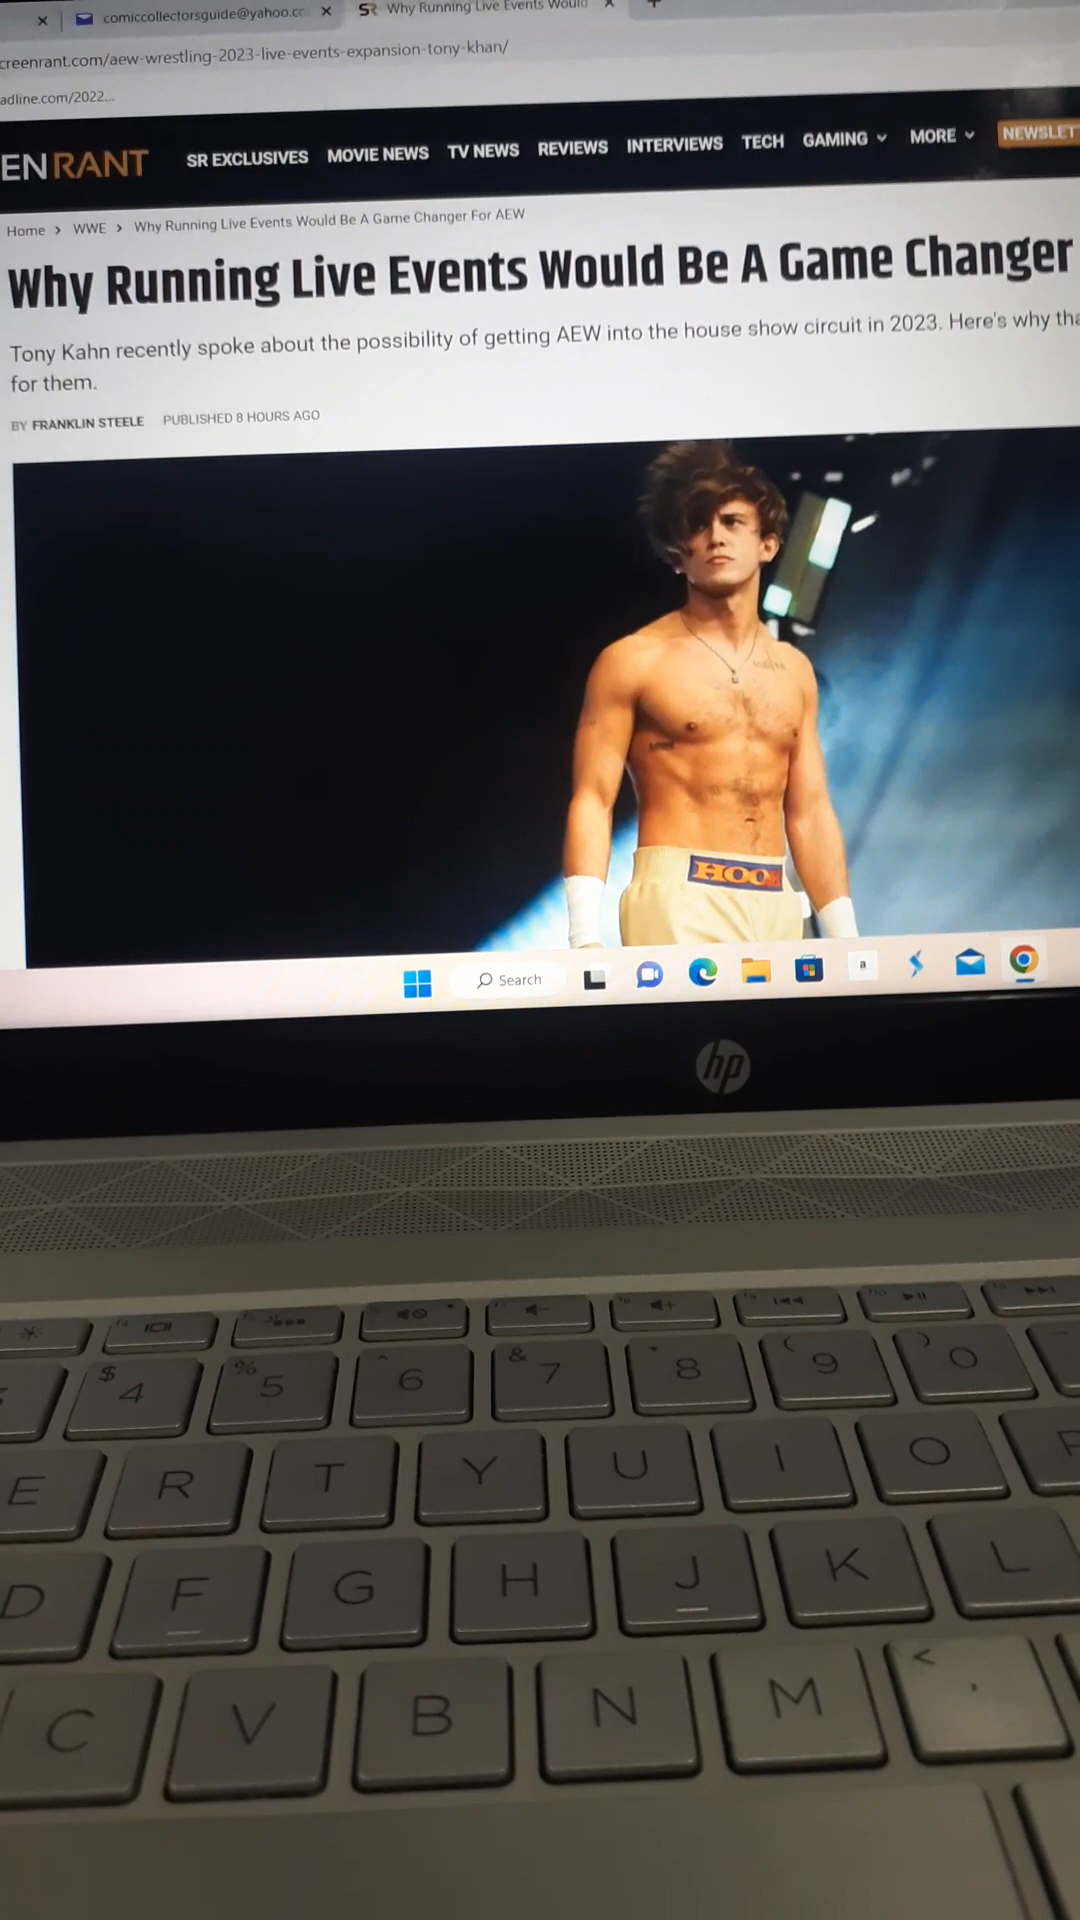 comiccollectorsguide@yahoo.cc
SR Why Running Live Events Would
creenrant.com/aew-wrestling-2023-live-events-expansion-tony-khan/
adline.com/2022...
ENRANT SR EXCLUSIVES MOVIE NEWS TV NEWS REVIEWS INTERVIEWS TECH GAMING MORE NEWSLET
Home > WWE > Why Running Live Events Would Be A Game Changer For AEW
Why Running Live Events Would Be A Game Changer
Tony Kahn recently spoke about the possibility of getting AEW into the house show circuit in 2023. Here's why tha
for them.
BY FRANKLIN STEELE PUBLISHED 8 HOURS AGO
HOOK
Search a
hp
$ 4 % 5 ^ 6 & 7 * 8 ( 9 ) 0
E R T Y U I O P
D F G H J K L
C V B N M < ,